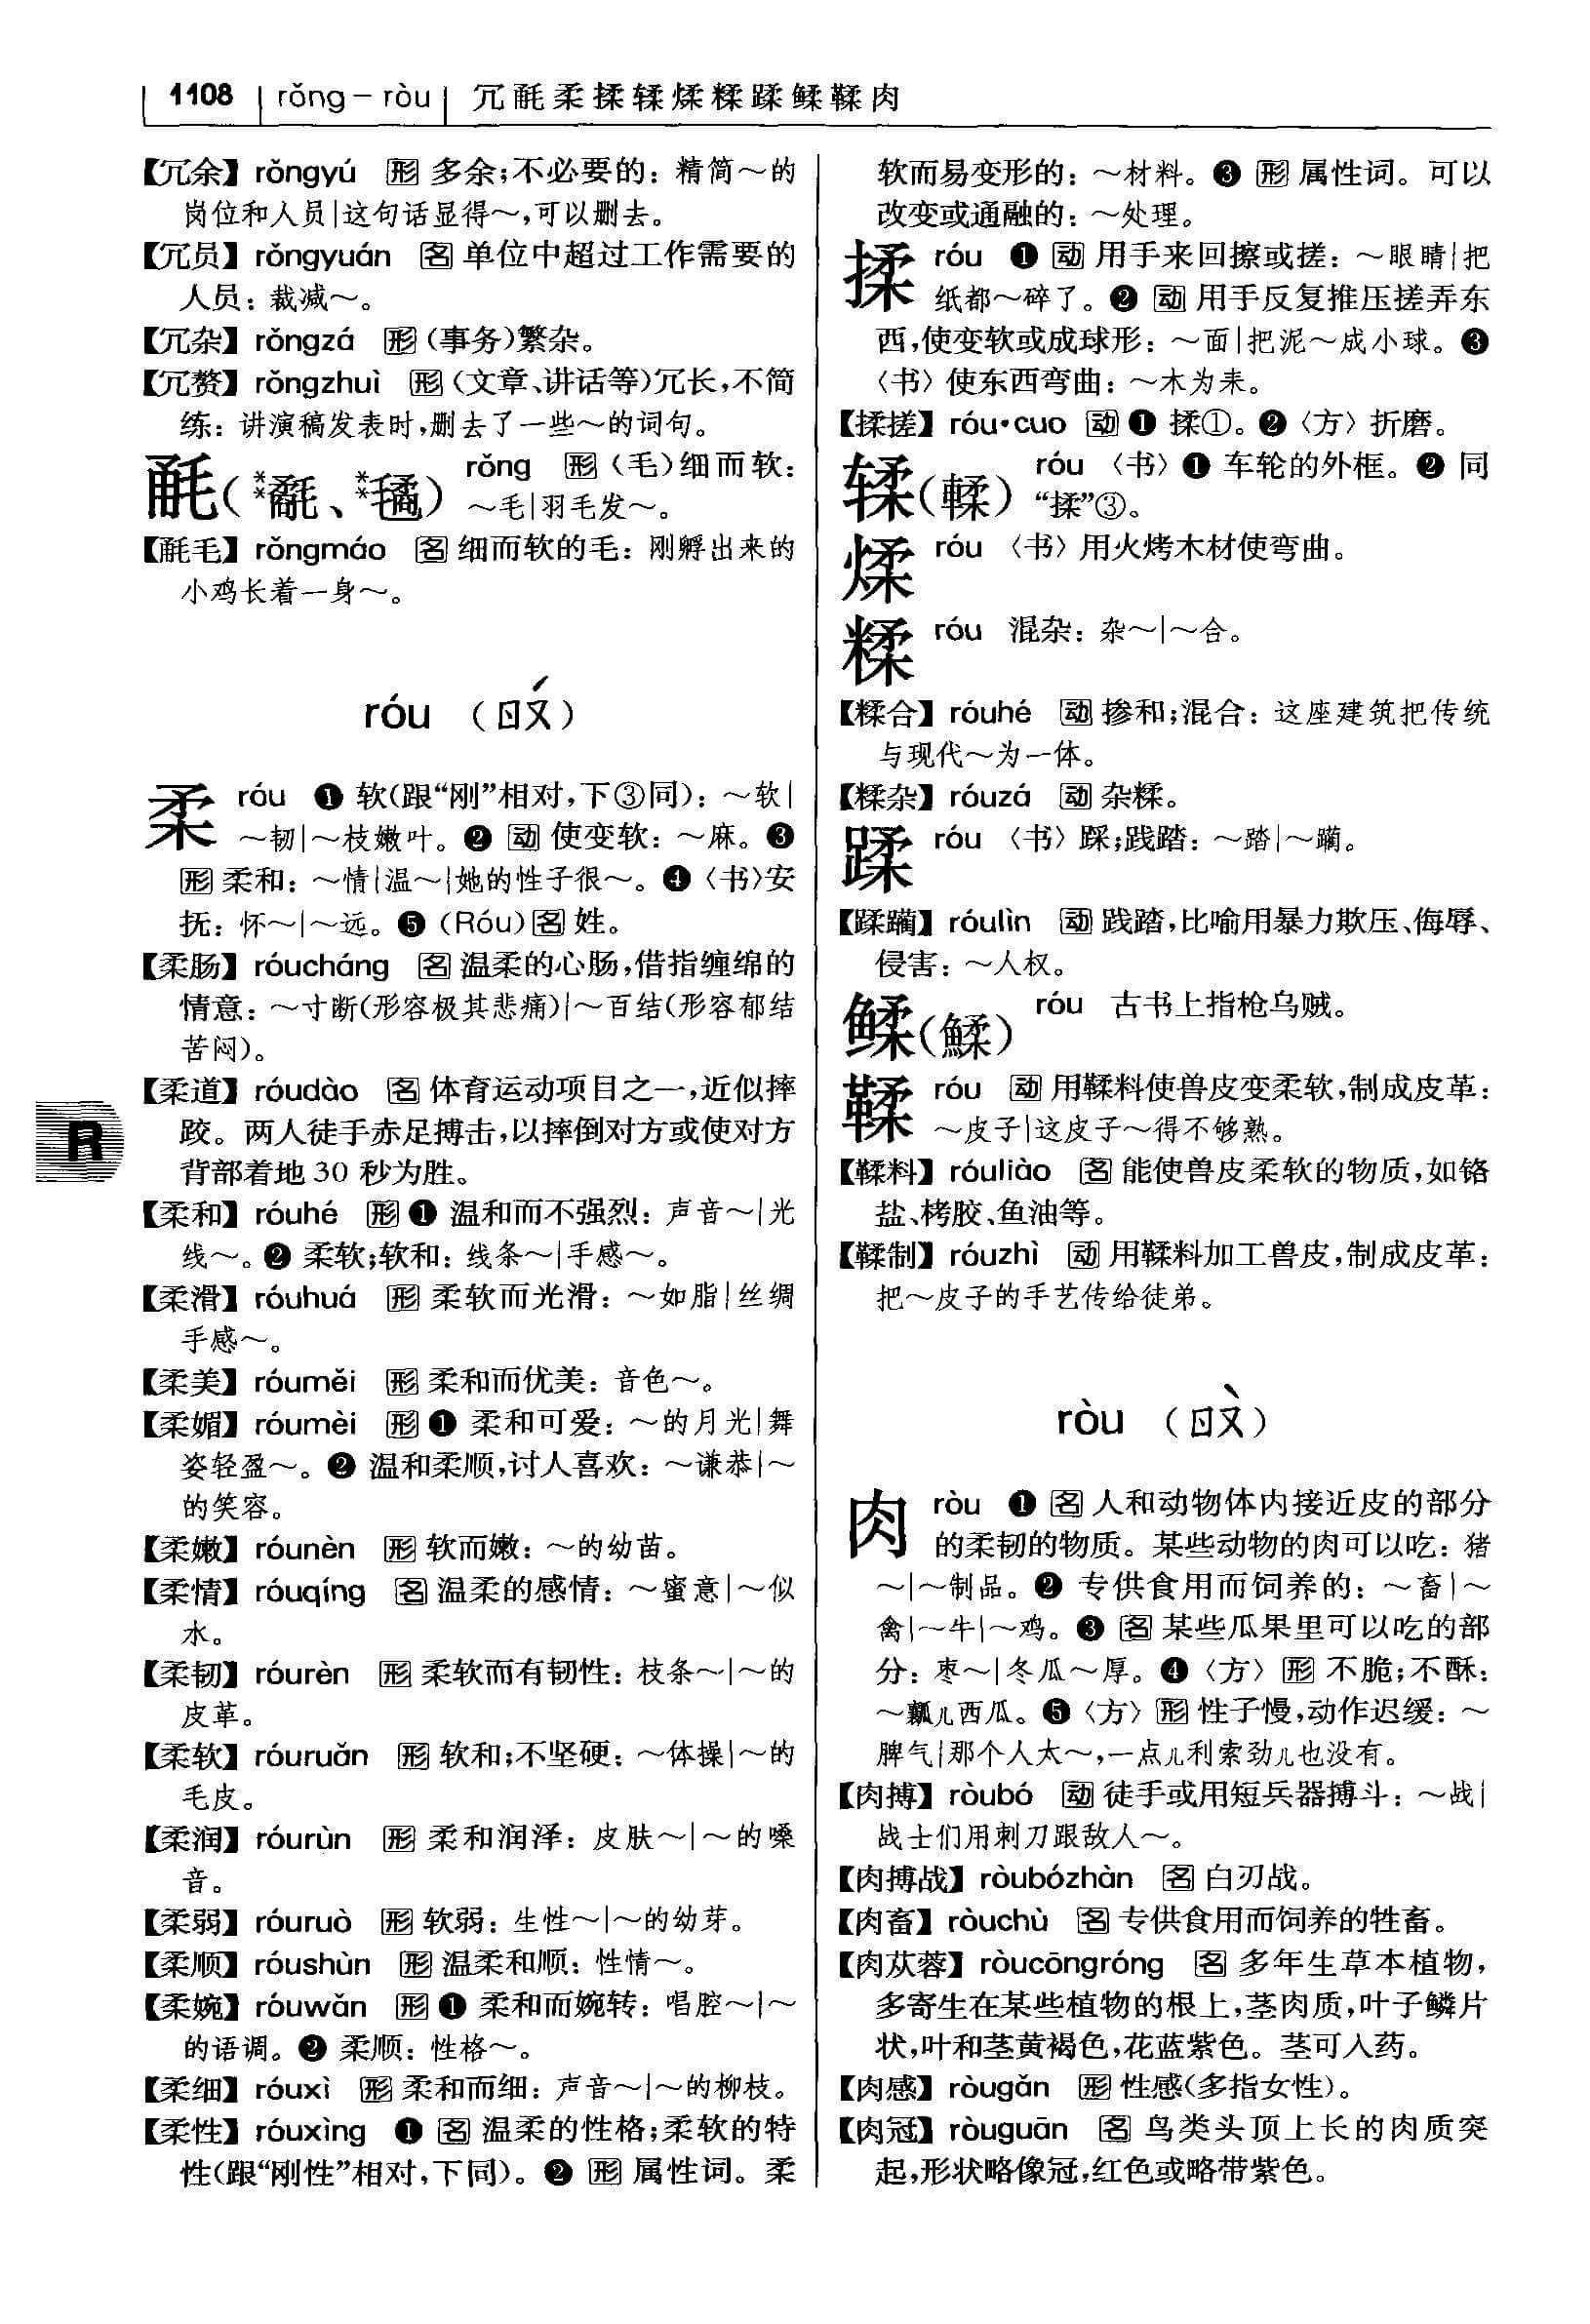 1108 rǒng－ròu 冗氄柔揉𫐓煣糅蹂鰇鞣肉
【冗余】rǒngyú 形 多余;不必要的：精简～的
岗位和人员|这句话显得～,可以删去。
【冗员】rǒngyuán 名 单位中超过工作需要的
人员：裁减～。
【冗杂】rǒngzá 形 (事务)繁杂。
【冗赘】rǒngzhuì 形 (文章、讲话等)冗长,不简
练：讲演稿发表时,删去了一些～的词句。
rǒng 形 (毛)细而软：
～毛|羽毛发～。
【氄毛】rǒngmáo 名 细而软的毛：刚孵出来的
小鸡长着一身～。
róu (ㄖㄡˊ)
柔 róu ❶ 软(跟“刚”相对,下③同)：～软|
～韧|～枝嫩叶。❷ 动 使变软：～麻。❸
形 柔和：～情|温～|她的性子很～。❹〈书〉安
抚：怀～|～远。❺ (Róu) 名 姓。
【柔肠】róucháng 名 温柔的心肠,借指缠绵的
情意：～寸断(形容极其悲痛)|～百结(形容郁结
苦闷)。
【柔道】róudào 名 体育运动项目之一,近似摔
跤。两人徒手赤足搏击,以摔倒对方或使对方
背部着地 30 秒为胜。
【柔和】róuhé 形 ❶ 温和而不强烈：声音～|光
线～。❷ 柔软;软和：线条～|手感～。
【柔滑】róuhuá 形 柔软而光滑：～如脂|丝绸
手感～。
【柔美】róuměi 形 柔和而优美：音色～。
【柔媚】róumèi 形 ❶ 柔和可爱：～的月光|舞
姿轻盈～。❷ 温和柔顺,讨人喜欢：～谦恭|～
的笑容。
【柔嫩】róunèn 形 软而嫩：～的幼苗。
【柔情】róuqíng 名 温柔的感情：～蜜意|～似
水。
【柔韧】róurèn 形 柔软而有韧性：枝条～|～的
皮革。
【柔软】róuruǎn 形 软和;不坚硬：～体操|～的
毛皮。
【柔润】róurùn 形 柔和润泽：皮肤～|～的嗓
音。
【柔弱】róuruò 形 软弱：生性～|～的幼芽。
【柔顺】róushùn 形 温柔和顺：性情～。
【柔婉】róuwǎn 形 ❶ 柔和而婉转：唱腔～|～
的语调。❷ 柔顺：性格～。
【柔细】róuxì 形 柔和而细：声音～|～的柳枝。
【柔性】róuxìng ❶ 名 温柔的性格;柔软的特
性(跟“刚性”相对,下同)。❷ 形 属性词。柔
R
软而易变形的：～材料。❸ 形 属性词。可以
改变或通融的：～处理。
揉 róu ❶ 动 用手来回擦或搓：～眼睛|把
纸都～碎了。❷ 动 用手反复推压搓弄东
西,使变软或成球形：～面|把泥～成小球。❸
〈书〉使东西弯曲：～木为耒。
【揉搓】róu·cuo 动 ❶ 揉①。❷〈方〉折磨。
𫐓(輮) róu 〈书〉❶ 车轮的外框。❷ 同
“揉”③。
煣 róu 〈书〉用火烤木材使弯曲。
糅 róu 混杂：杂～|～合。
【糅合】róuhé 动 掺和;混合：这座建筑把传统
与现代～为一体。
【糅杂】róuzá 动 杂糅。
蹂 róu 〈书〉踩;践踏：～踏|～躏。
【蹂躏】róulìn 动 践踏,比喻用暴力欺压、侮辱、
侵害：～人权。
(鰇) róu 古书上指枪乌贼。
鞣 róu 动 用鞣料使兽皮变柔软,制成皮革：
～皮子|这皮子～得不够熟。
【鞣料】róuliào 名 能使兽皮柔软的物质,如铬
盐、栲胶、鱼油等。
【鞣制】róuzhì 动 用鞣料加工兽皮,制成皮革：
把～皮子的手艺传给徒弟。
ròu (ㄖㄡˋ)
肉 ròu ❶ 名 人和动物体内接近皮的部分
的柔韧的物质。某些动物的肉可以吃：猪
～|～制品。❷ 专供食用而饲养的：～畜|～
禽|～牛|～鸡。❸ 名 某些瓜果里可以吃的部
分：枣～|冬瓜～厚。❹〈方〉形 不脆;不酥：
～瓤儿西瓜。❺〈方〉形 性子慢,动作迟缓：～
脾气|那个人太～,一点儿利索劲儿也没有。
【肉搏】ròubó 动 徒手或用短兵器搏斗：～战|
战士们用刺刀跟敌人～。
【肉搏战】ròubózhàn 名 白刃战。
【肉畜】ròuchù 名 专供食用而饲养的牲畜。
【肉苁蓉】ròucōngróng 名 多年生草本植物,
多寄生在某些植物的根上,茎肉质,叶子鳞片
状,叶和茎黄褐色,花蓝紫色。茎可入药。
【肉感】ròugǎn 形 性感(多指女性)。
【肉冠】ròuguān 名 鸟类头顶上长的肉质突
起,形状略像冠,红色或略带紫色。